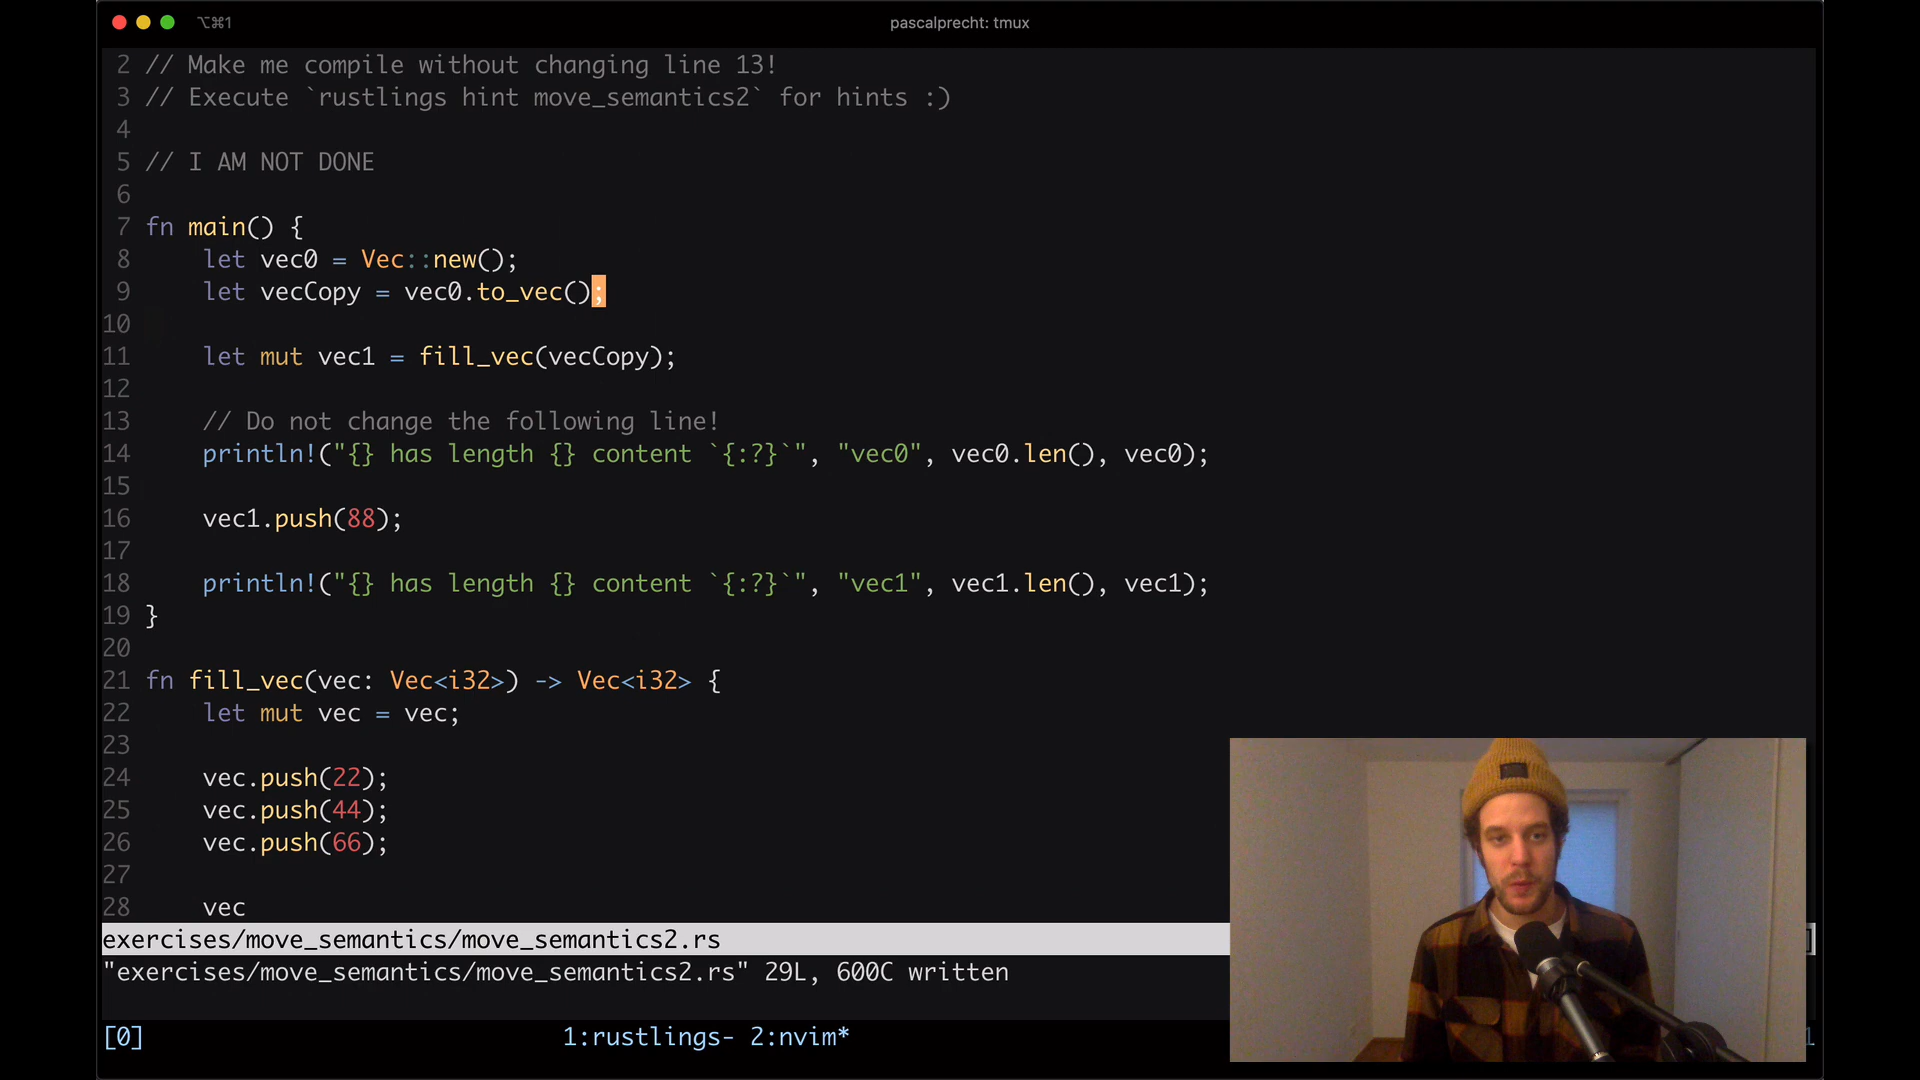 ⌥⌘1
pascalprecht: tmux
2 // Make me compile without changing line 13!
3 // Execute `rustlings hint move_semantics2` for hints :)
4
5 // I AM NOT DONE
6
7 fn main() {
8     let vec0 = Vec::new();
9     let vecCopy = vec0.to_vec();
10
11     let mut vec1 = fill_vec(vecCopy);
12
13     // Do not change the following line!
14     println!("{} has length {} content `{:?}`", "vec0", vec0.len(), vec0);
15
16     vec1.push(88);
17
18     println!("{} has length {} content `{:?}`", "vec1", vec1.len(), vec1);
19 }
20
21 fn fill_vec(vec: Vec<i32>) -> Vec<i32> {
22     let mut vec = vec;
23
24     vec.push(22);
25     vec.push(44);
26     vec.push(66);
27
28     vec
exercises/move_semantics/move_semantics2.rs
"exercises/move_semantics/move_semantics2.rs" 29L, 600C written
[0] 1:rustlings- 2:nvim*